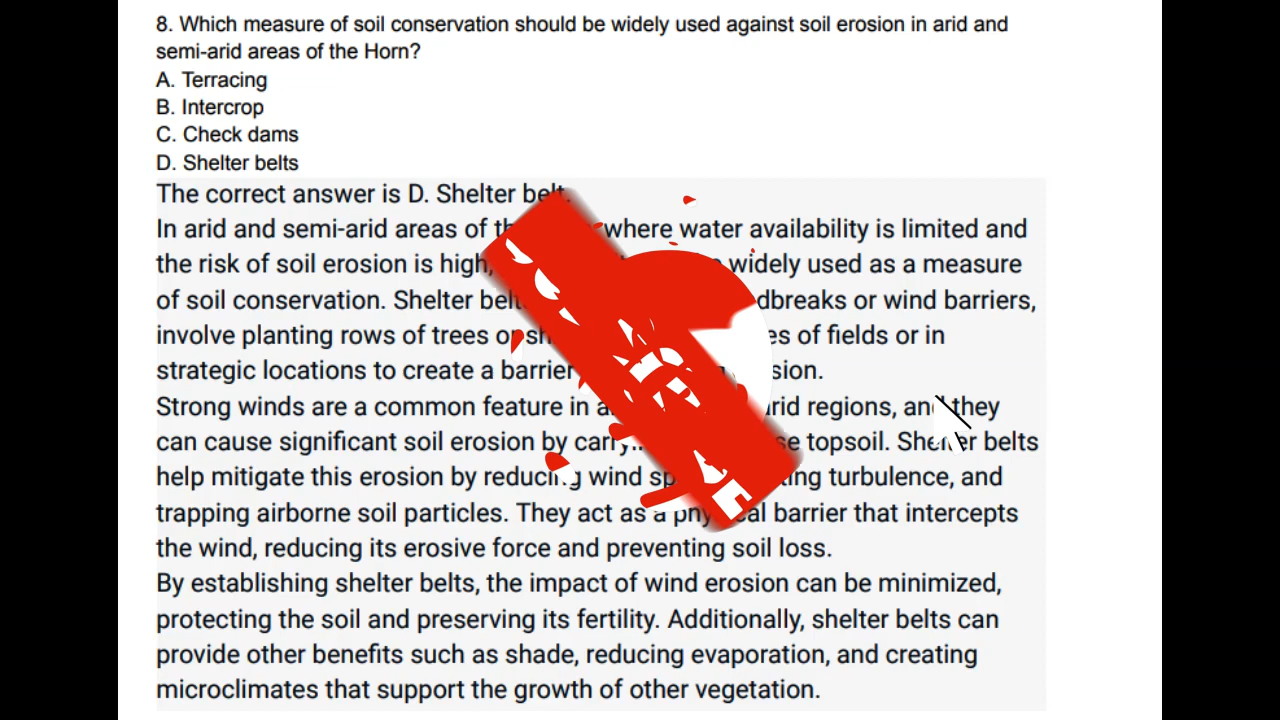 8. Which measure of soil conservation should be widely used against soil erosion in arid and
semi-arid areas of the Horn?
A. Terracing
B. Intercrop
C. Check dams
D. Shelter belts
The correct answer is D. Shelter belt.
In arid and semi-arid areas of where water availability is limited and
the risk of soil erosion is high, widely used as a measure
of soil conservation. Shelter or wind barriers,
involve planting rows of trees or of fields or in
strategic locations to create a barrier
Strong winds are a common feature in regions, and they
can cause significant soil erosion by topsoil. Shelter belts
help mitigate this erosion by reducing wind turbulence, and
trapping airborne soil particles. They act as a physical barrier that intercepts
the wind, reducing its erosive force and preventing soil loss.
By establishing shelter belts, the impact of wind erosion can be minimized,
protecting the soil and preserving its fertility. Additionally, shelter belts can
provide other benefits such as shade, reducing evaporation, and creating
microclimates that support the growth of other vegetation.